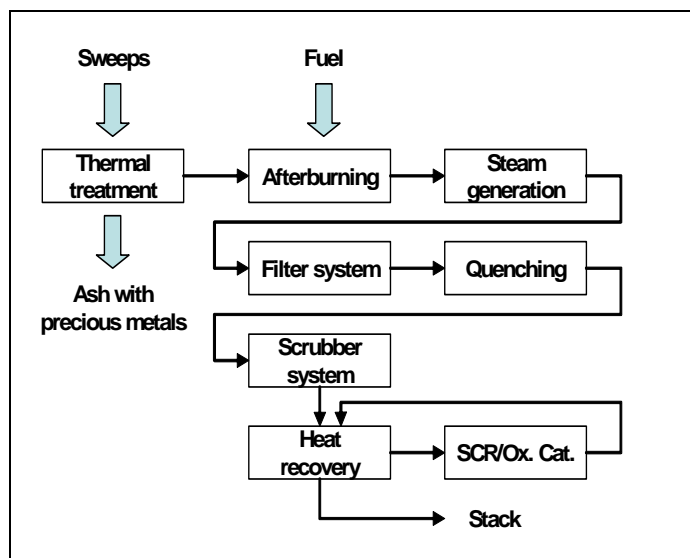 Sweeps
Fuel
Thermal
treatment
Afterburning
Steam
generation
Ash with
precious metals
Filter system
Quenching
Scrubber
system
Heat
recovery
SCR/Ox. Cat.
Stack